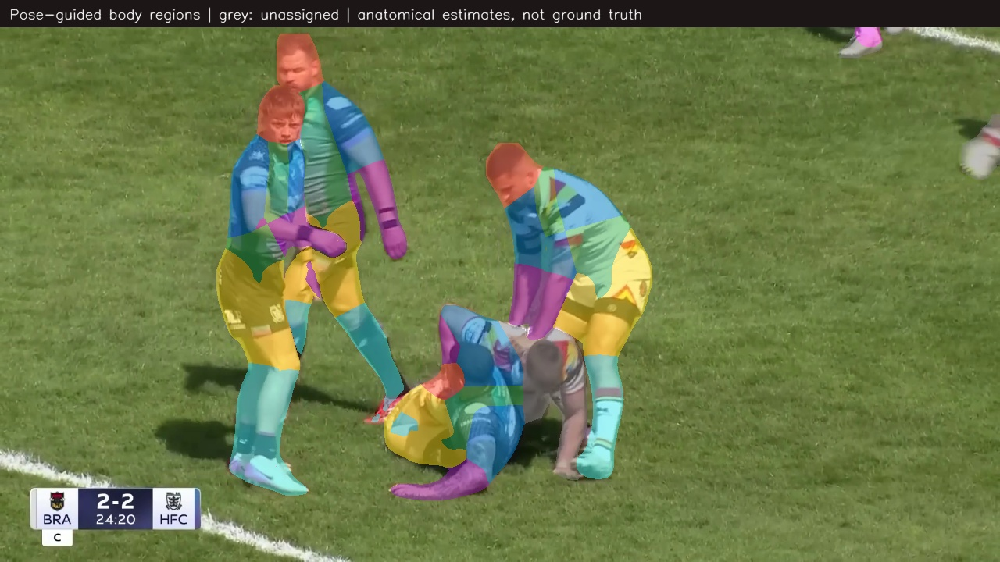 Pose-guided body regions | grey: unassigned | anatomical estimates, not ground truth
2-2
BRA 24:20 HFC
C